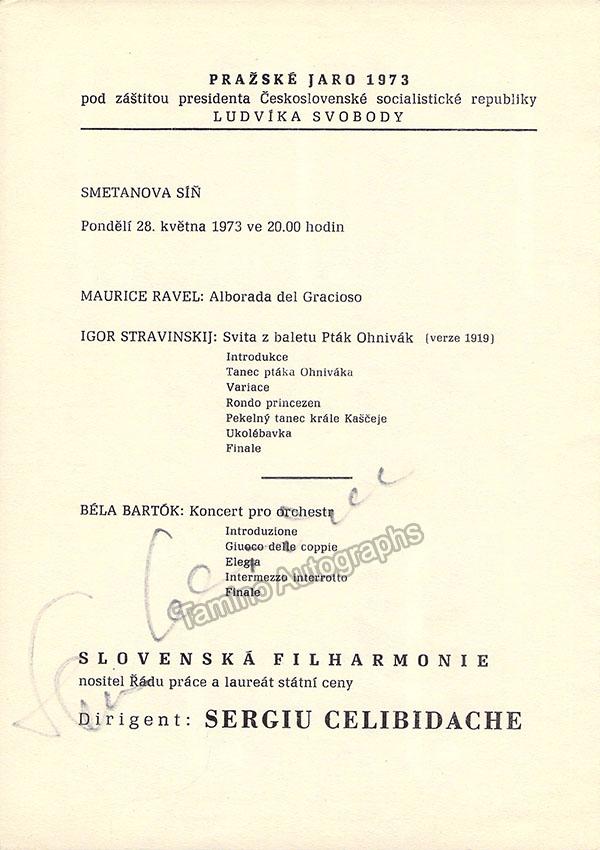 PRAŽSKÉ JARO 1973
pod záštitou presidenta Československé socialistické republiky
LUDVÍKA SVOBODY
SMETANOVA SÍŇ
Pondělí 28. května 1973 ve 20.00 hodin
MAURICE RAVEL: Alborada del Gracioso
IGOR STRAVINSKIJ: Svita z baletu Pták Ohnivák (verze 1919)
Introdukce
Tanec ptáka Ohniváka
Variace
Rondo princezen
Pekelný tanec krále Kaščeje
Ukolébavka
Finale
BÉLA BARTÓK: Koncert pro orchestr
Introduzione
Giuoco delle coppie
Elegia
Intermezzo interrotto
Finale
Tamino Autographs
SLOVENSKÁ FILHARMONIE
nositel Řádu práce a laureát státní ceny
Dirigent: SERGIU CELIBIDACHE